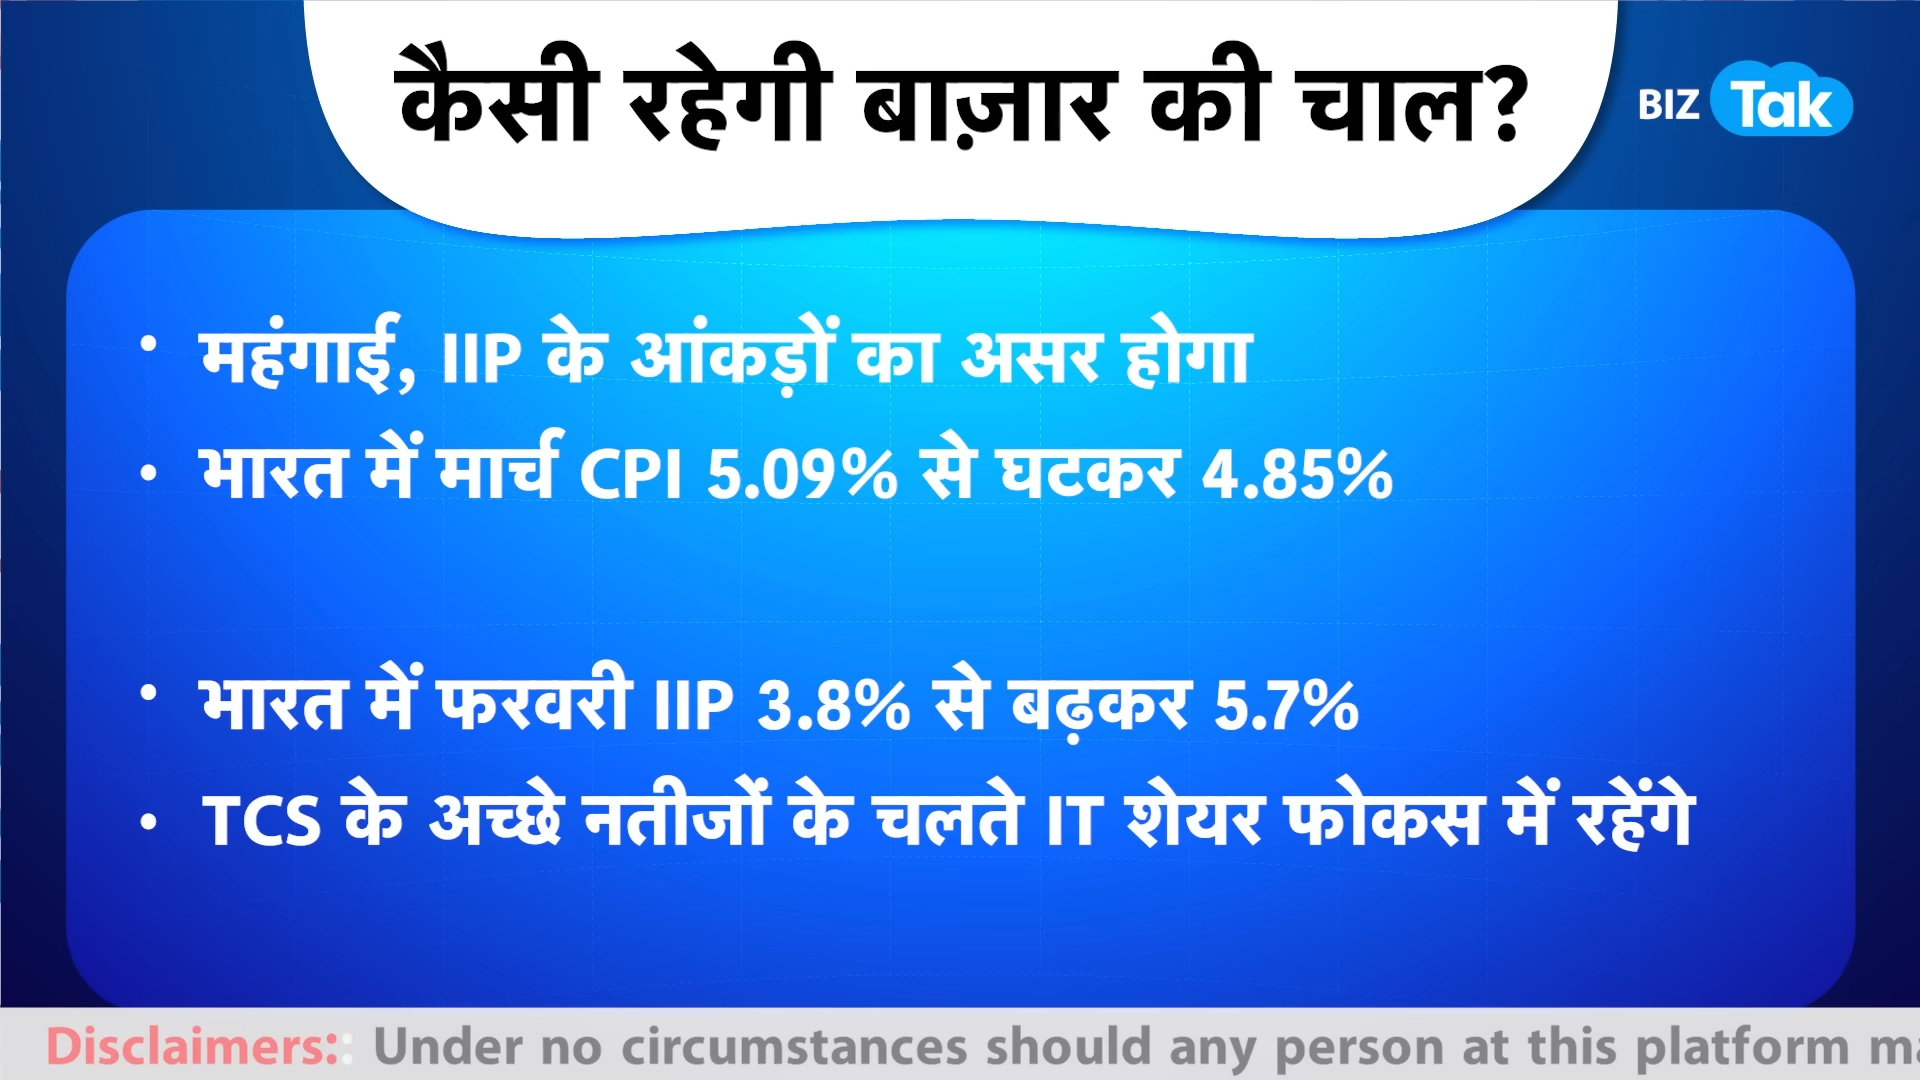 कैसी रहेगी बाज़ार की चाल?
BIZ Tak
• महंगाई, IIP के आंकड़ों का असर होगा
• भारत में मार्च CPI 5.09% से घटकर 4.85%
• भारत में फरवरी IIP 3.8% से बढ़कर 5.7%
• TCS के अच्छे नतीजों के चलते IT शेयर फोकस में रहेंगे
Disclaimers:: Under no circumstances should any person at this platform